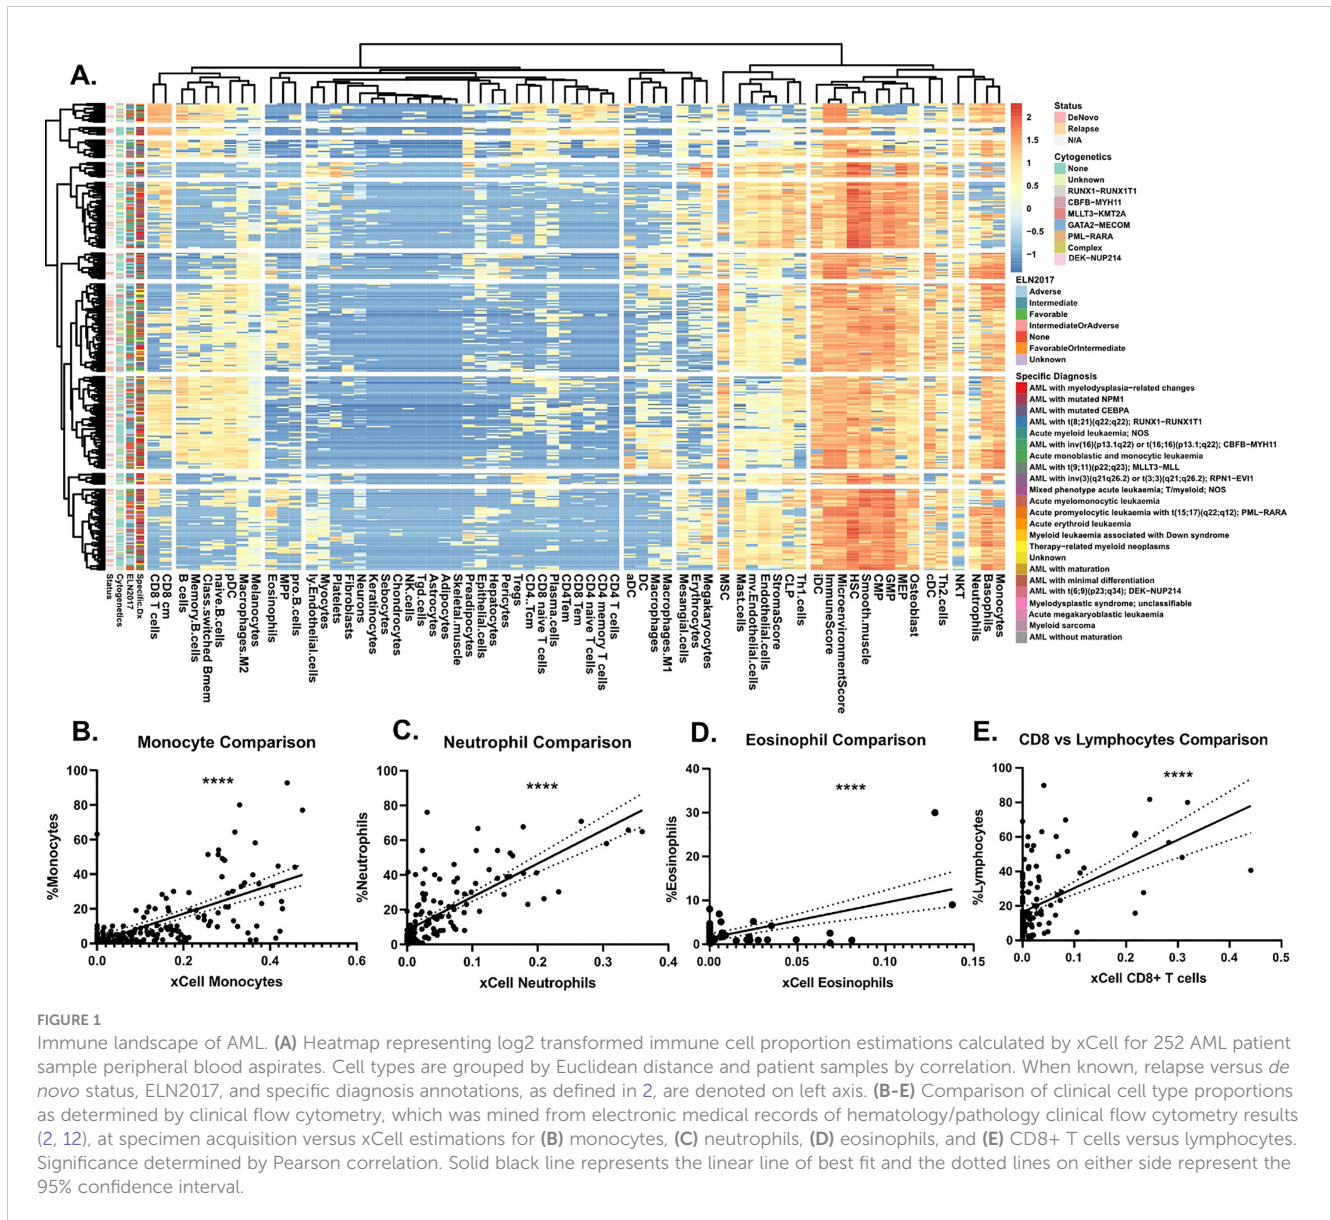 A.
Status
DeNovo
Relapse
N/A
Cytogenetics
None
Unknown
RUNX1−RUNX1T1
CBFB−MYH11
MLLT3−KMT2A
GATA2−MECOM
PML−RARA
Complex
DEK−NUP214
2
1.5
1
0.5
0
−0.5
−1
ELN2017
Adverse
Intermediate
Favorable
IntermediateOrAdverse
None
FavorableOrIntermediate
Unknown
Specific Diagnosis
AML with myelodysplasia−related changes
AML with mutated NPM1
AML with mutated CEBPA
AML with t(8;21)(q22;q22); RUNX1−RUNX1T1
Acute myeloid leukaemia; NOS
AML with inv(16)(p13.1q22) or t(16;16)(p13.1;q22); CBFB−MYH11
Acute monoblastic and monocytic leukaemia
AML with t(9;11)(p22;q23); MLLT3−MLL
AML with inv(3)(q21q26.2) or t(3;3)(q21;q26.2); RPN1−EVI1
Mixed phenotype acute leukaemia; T/myeloid; NOS
Acute myelomonocytic leukaemia
Acute promyelocytic leukaemia with t(15;17)(q22;q12); PML−RARA
Acute erythroid leukaemia
Myeloid leukaemia associated with Down syndrome
Therapy−related myeloid neoplasms
Unknown
AML with maturation
AML with minimal differentiation
AML with t(6;9)(p23;q34); DEK−NUP214
Myelodysplastic syndrome; unclassifiable
Acute megakaryoblastic leukaemia
Myeloid sarcoma
AML without maturation
Status
Cytogenetics
ELN2017
Specific.Dx
CD8 T cells
CD8 Tcm
B.cells
Memory.B.cells
Class.switched Bmem
naive.B.cells
pDC
Macrophages.M2
Melanocytes
Eosinophils
MPP
pro.B.cells
ly.Endothelial.cells
Myocytes
Platelets
Fibroblasts
Neurons
Keratinocytes
Sebocytes
Chondrocytes
NK.cells
Tgd.cells
Astrocytes
Adipocytes
Skeletal.muscle
Preadipocytes
Epithelial.cells
Hepatocytes
Pericytes
Tregs
CD4..Tcm
CD8 naive T cells
Plasma.cells
CD4Tem
CD8 Tem
CD4 naive T cells
CD4 memory T cells
CD4 T cells
aDC
DC
Macrophages
Macrophages.M1
Mesangial.cells
Erythrocytes
Megakaryocytes
MSC
Mast.cells
mv.Endothelial.cells
Endothelial.cells
StromaScore
CLP
Th1.cells
iDC
ImmuneScore
MicroenvironmentScore
HSC
Smooth.muscle
CMP
GMP
MEP
Osteoblast
cDC
Th2.cells
NKT
Neutrophils
Basophils
Monocytes
B.
Monocyte Comparison
****
%Monocytes
100
80
60
40
20
0
0.0 0.2 0.4 0.6
xCell Monocytes
C.
Neutrophil Comparison
****
%Neutrophils
100
80
60
40
20
0
0.0 0.1 0.2 0.3 0.4
xCell Neutrophils
D.
Eosinophil Comparison
****
%Eosinophils
40
30
20
10
0
0.00 0.05 0.10 0.15
xCell Eosinophils
E.
CD8 vs Lymphocytes Comparison
****
%Lymphocytes
100
80
60
40
20
0
0.0 0.1 0.2 0.3 0.4 0.5
xCell CD8+ T cells
FIGURE 1
Immune landscape of AML. (A) Heatmap representing log2 transformed immune cell proportion estimations calculated by xCell for 252 AML patient
sample peripheral blood aspirates. Cell types are grouped by Euclidean distance and patient samples by correlation. When known, relapse versus de
novo status, ELN2017, and specific diagnosis annotations, as defined in 2, are denoted on left axis. (B-E) Comparison of clinical cell type proportions
as determined by clinical flow cytometry, which was mined from electronic medical records of hematology/pathology clinical flow cytometry results
(2, 12), at specimen acquisition versus xCell estimations for (B) monocytes, (C) neutrophils, (D) eosinophils, and (E) CD8+ T cells versus lymphocytes.
Significance determined by Pearson correlation. Solid black line represents the linear line of best fit and the dotted lines on either side represent the
95% confidence interval.